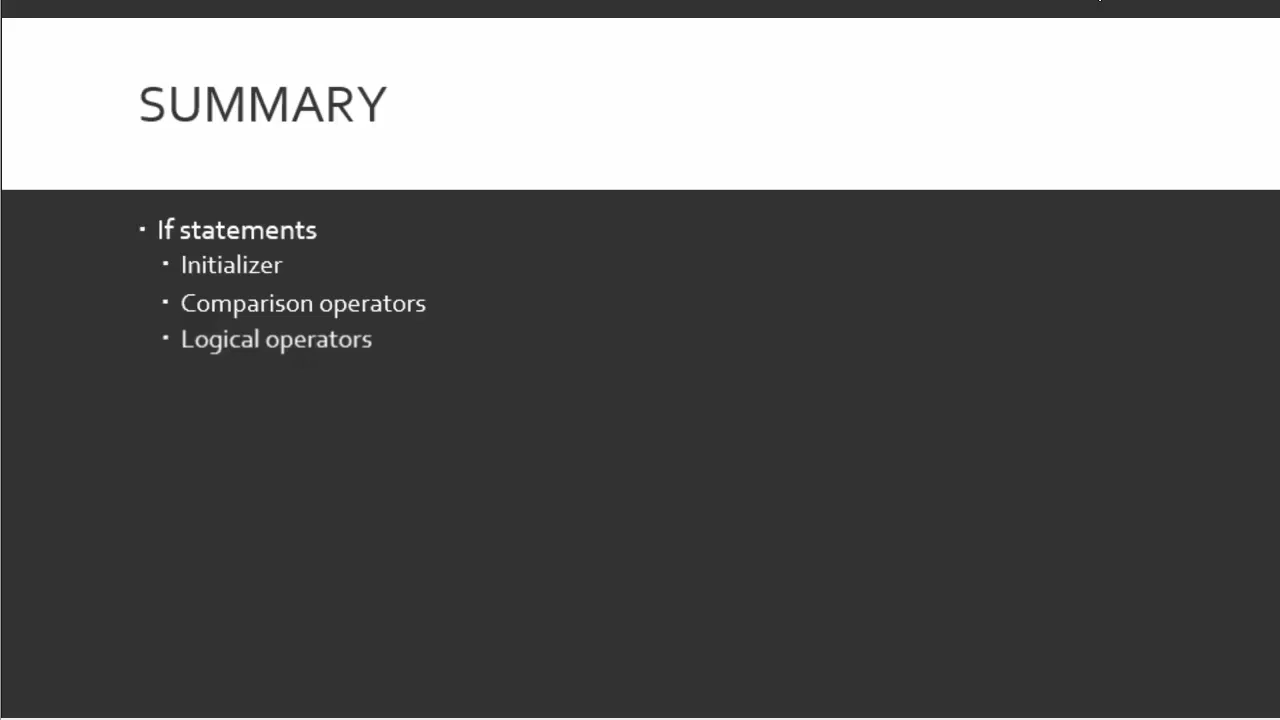 SUMMARY
▪ If statements
▪ Initializer
▪ Comparison operators
▪ Logical operators